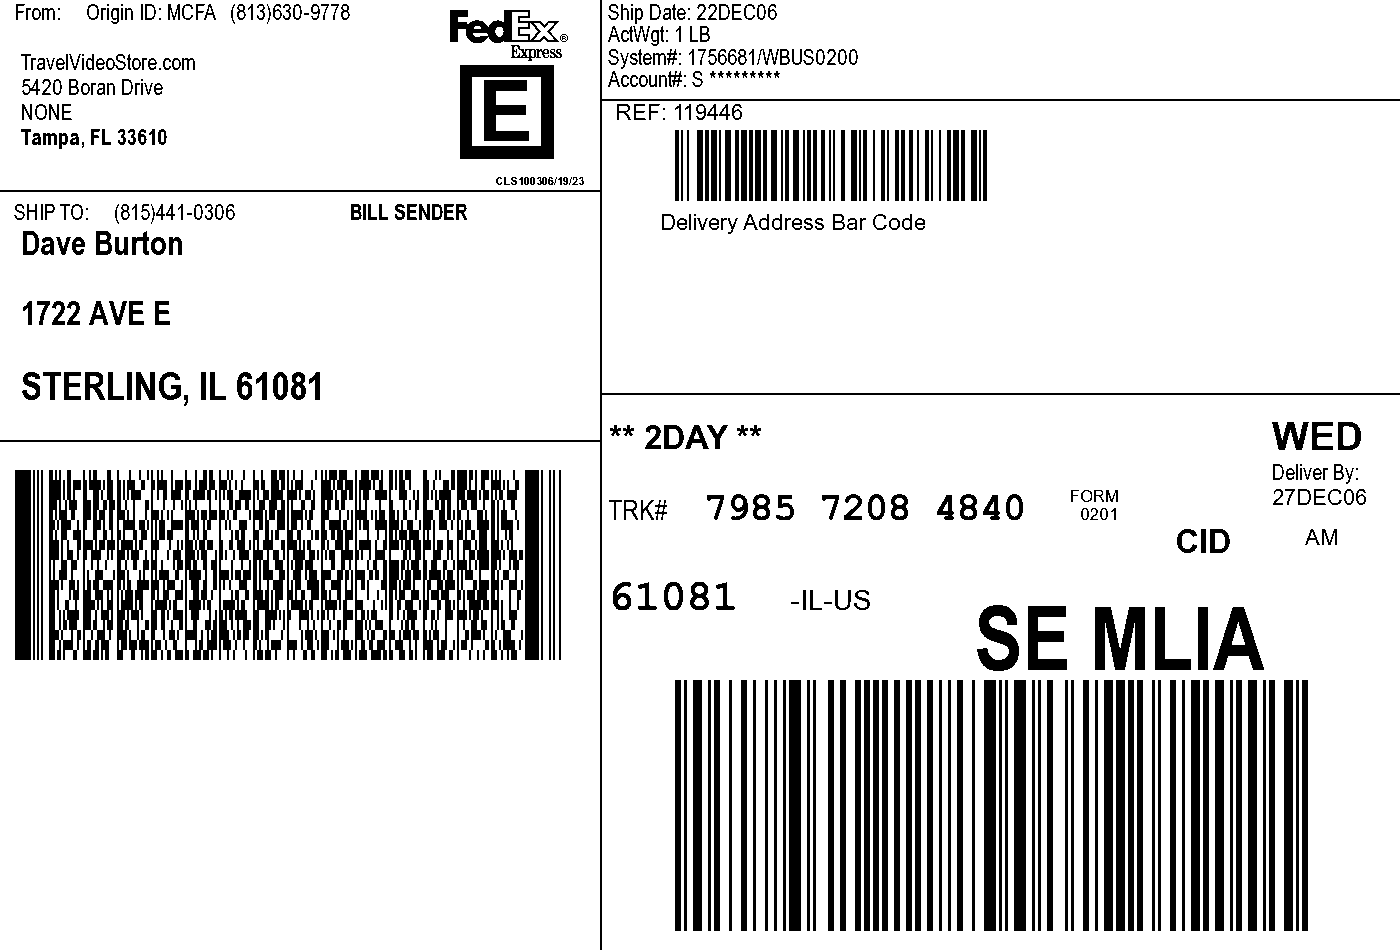 From: Origin ID: MCFA (813)630-9778
TravelVideoStore.com
5420 Boran Drive
NONE
Tampa, FL 33610
FedEx®
Express
E
CLS100306/19/23
SHIP TO: (815)441-0306 BILL SENDER
Dave Burton
1722 AVE E
STERLING, IL 61081
Ship Date: 22DEC06
ActWgt: 1 LB
System#: 1756681/WBUS0200
Account#: S *********
REF: 119446
Delivery Address Bar Code
** 2DAY **
WED
Deliver By:
27DEC06
TRK# 7985 7208 4840 FORM
0201
CID AM
61081 -IL-US
SE MLIA